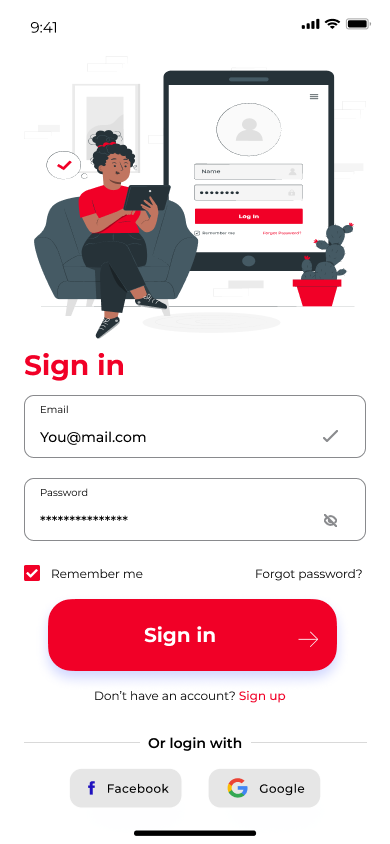 9:41
Name
Log In
Remember me Forgot Password?
Sign in
Email
You@mail.com
Password
***************
Remember me Forgot password?
Sign in
Don't have an account? Sign up
Or login with
Facebook Google